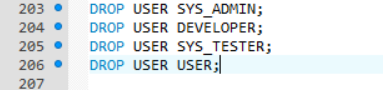 203 DROP USER SYS_ADMIN;
204 DROP USER DEVELOPER;
205 DROP USER SYS_TESTER;
206 DROP USER USER;
207